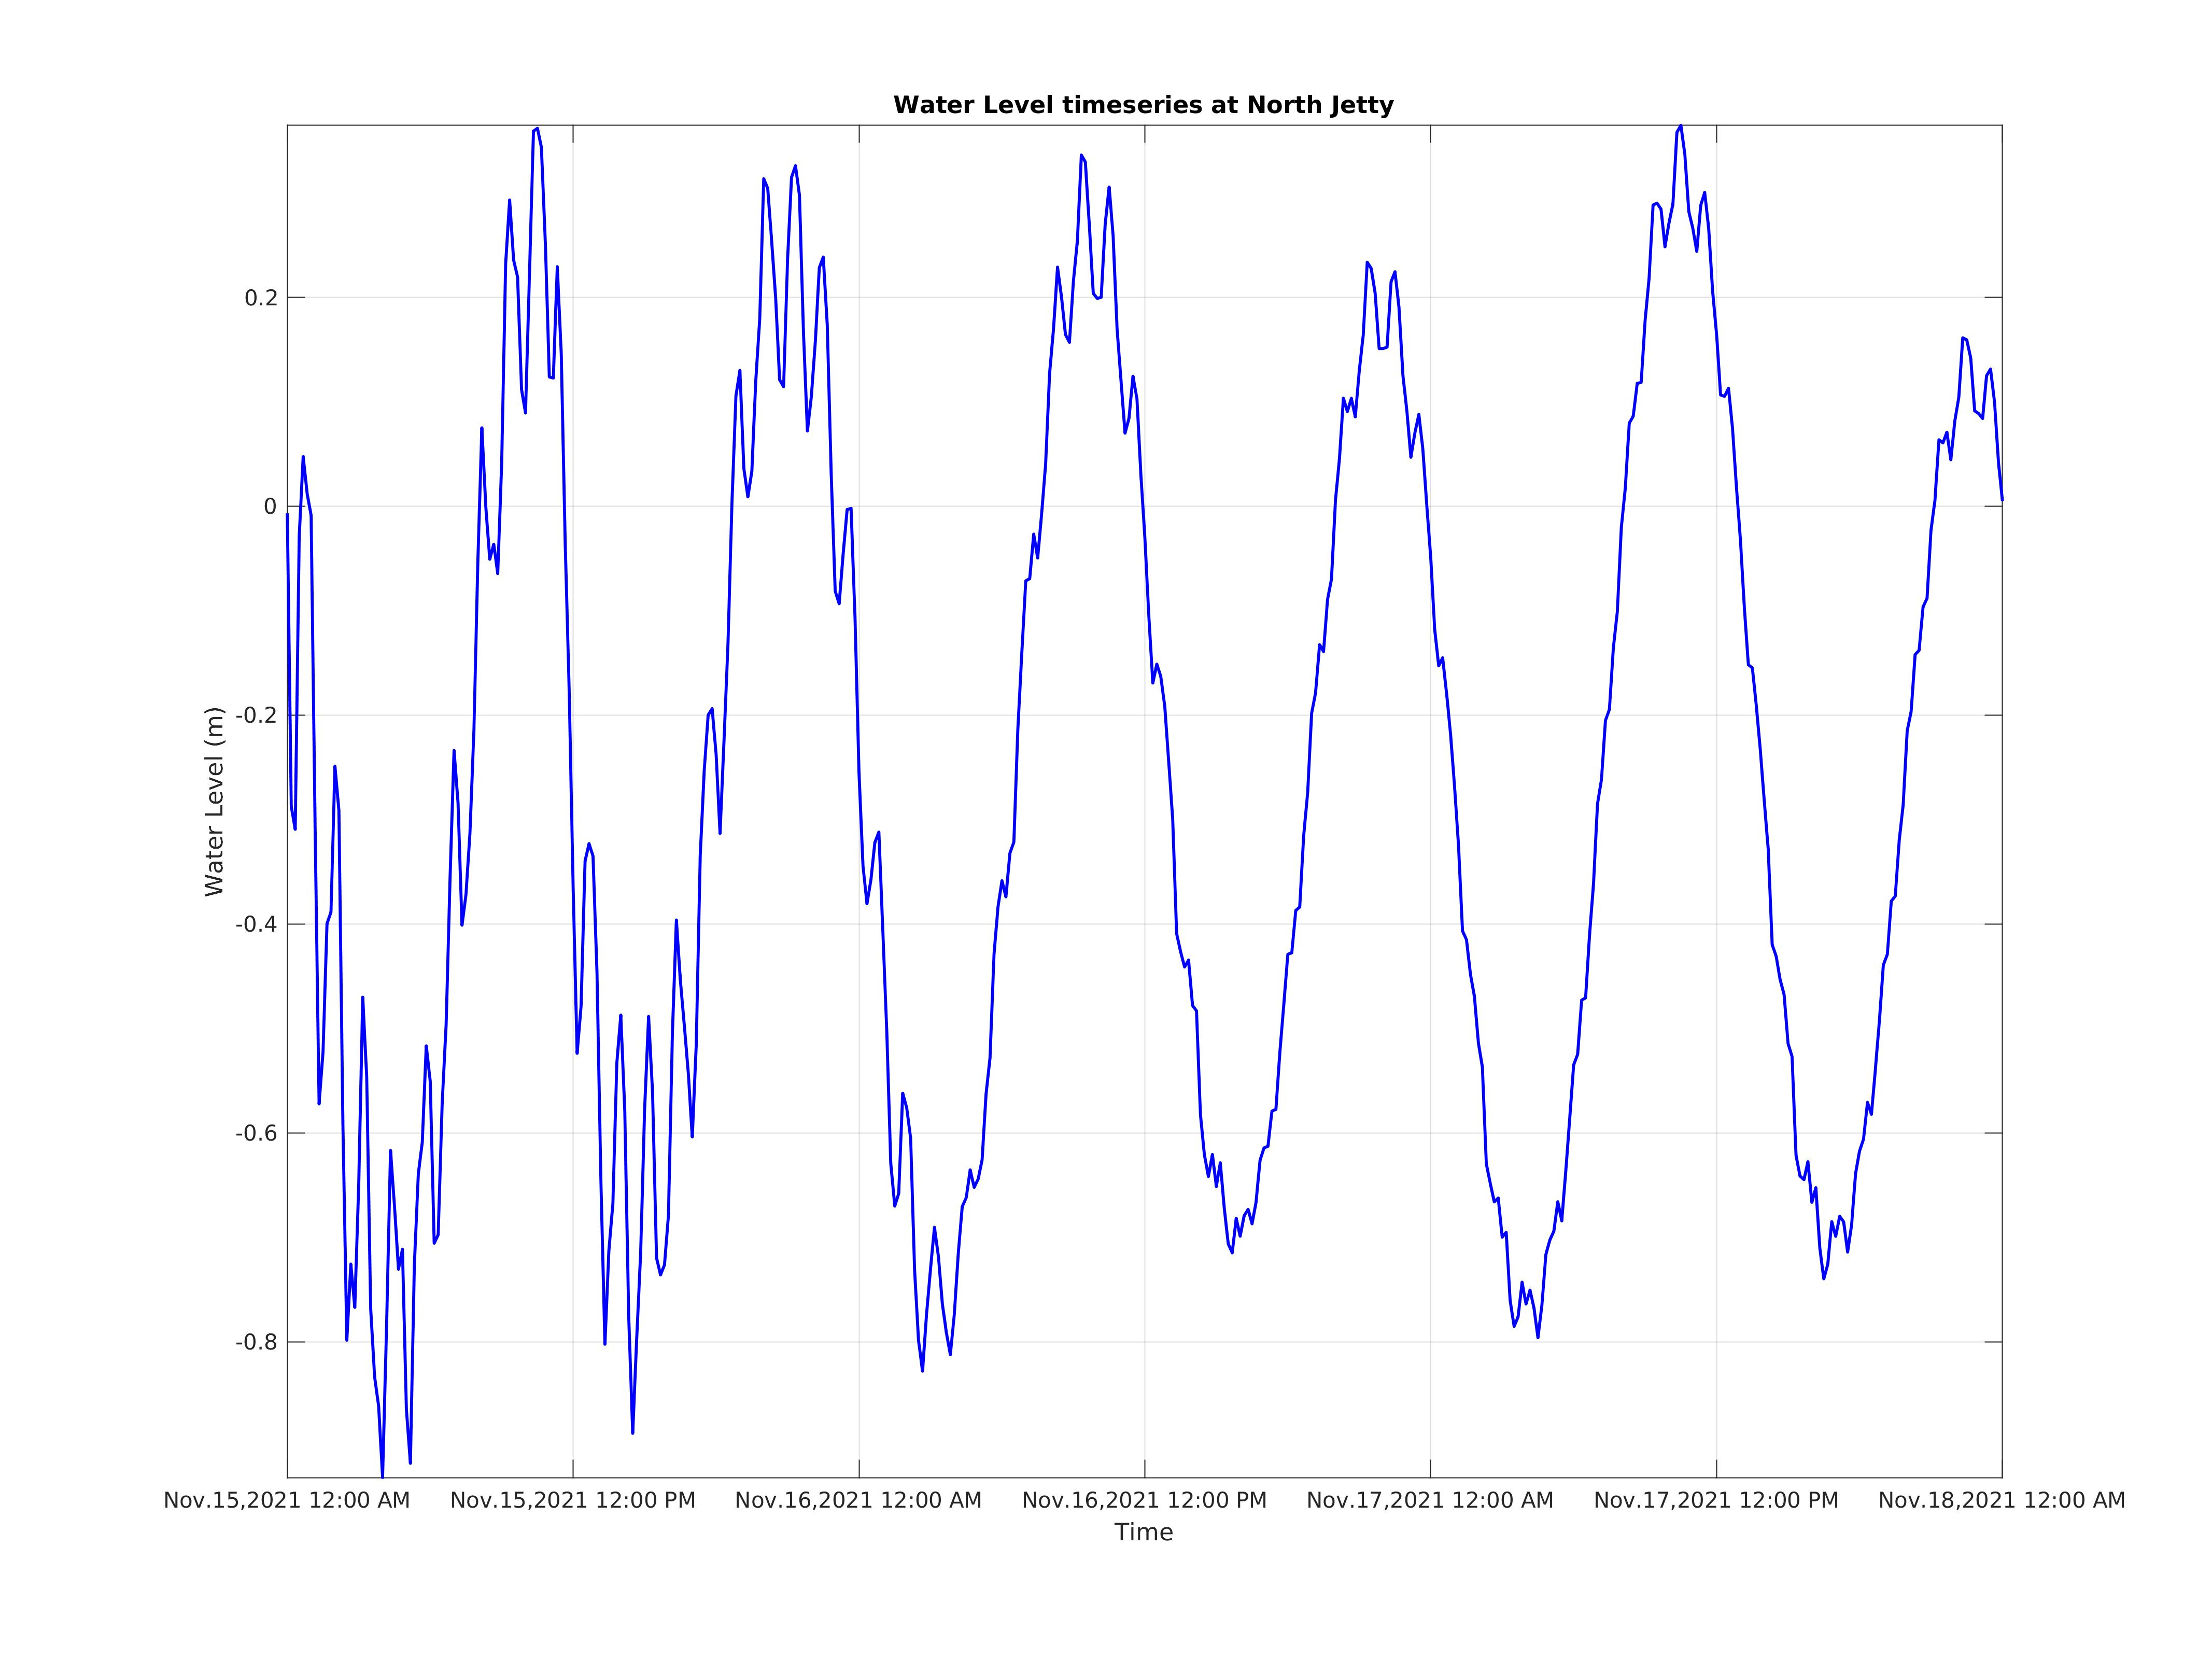 Water Level timeseries at North Jetty
0.2
0
-0.2
-0.4
-0.6
-0.8
Water Level (m)
Nov.15,2021 12:00 AM
Nov.15,2021 12:00 PM
Nov.16,2021 12:00 AM
Nov.16,2021 12:00 PM
Nov.17,2021 12:00 AM
Nov.17,2021 12:00 PM
Nov.18,2021 12:00 AM
Time